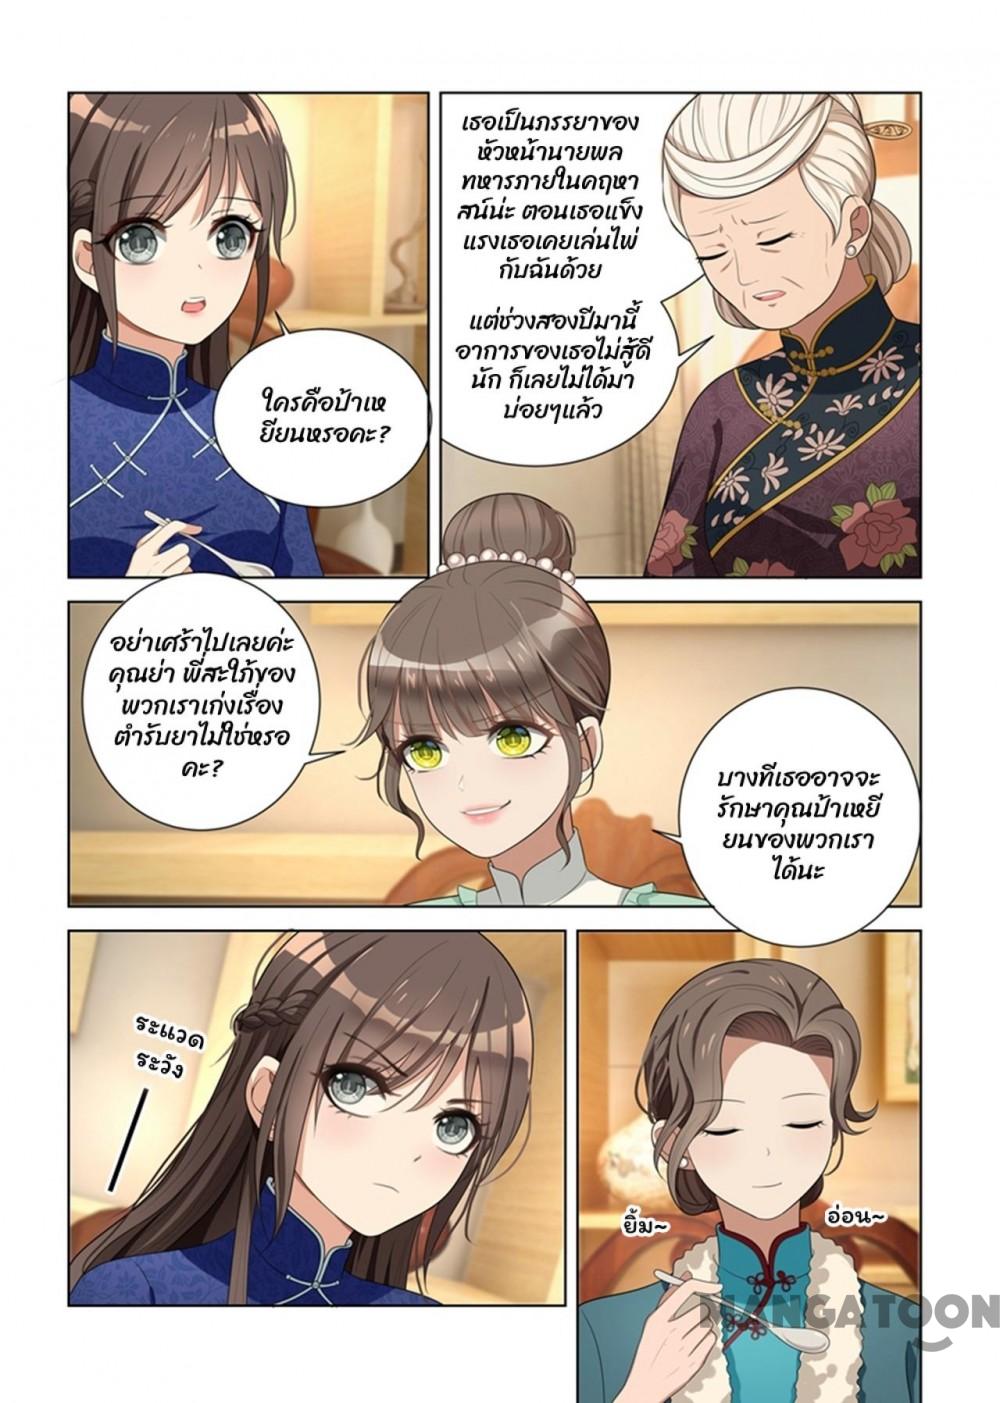 ใครคือป้าเห
ยียนหรอคะ?
เธอเป็นภรรยาของ
หัวหน้านายพล
ทหารภายในคฤหา
สน์น่ะ ตอนเธอแข็ง
แรงเธอเคยเล่นไพ่
กับฉันด้วย
แต่ช่วงสองปีมานี้
อาการของเธอไม่สู้ดี
นัก ก็เลยไม่ได้มา
บ่อยๆแล้ว
อย่าเศร้าไปเลยค่ะ
คุณย่า พี่สะใภ้ของ
พวกเราเก่งเรื่อง
ตำรับยาไม่ใช่หรอ
คะ?
บางทีเธออาจจะ
รักษาคุณป้าเหยี
ยนของพวกเรา
ได้นะ
ระแวด
ระวัง
ยิ้ม~
อ่อน~
MANGATOON